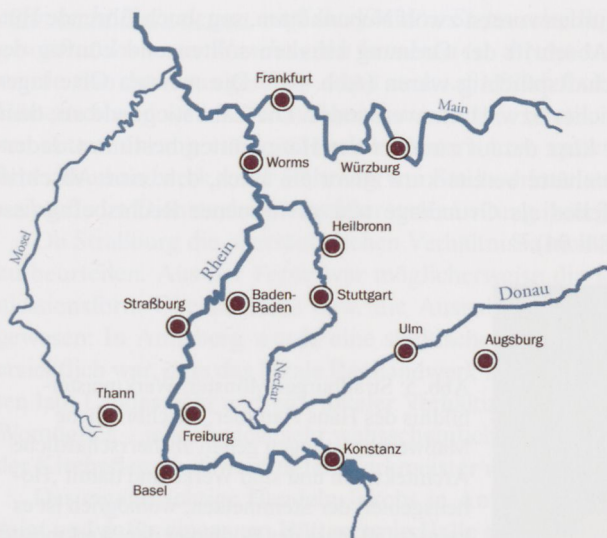 Frankfurt
Main
Worms
Würzburg
Mosel
Heilbronn
Rhein
Baden-
Baden
Stuttgart
Donau
Straßburg
Ulm
Augsburg
Neckar
Thann
Freiburg
Konstanz
Basel